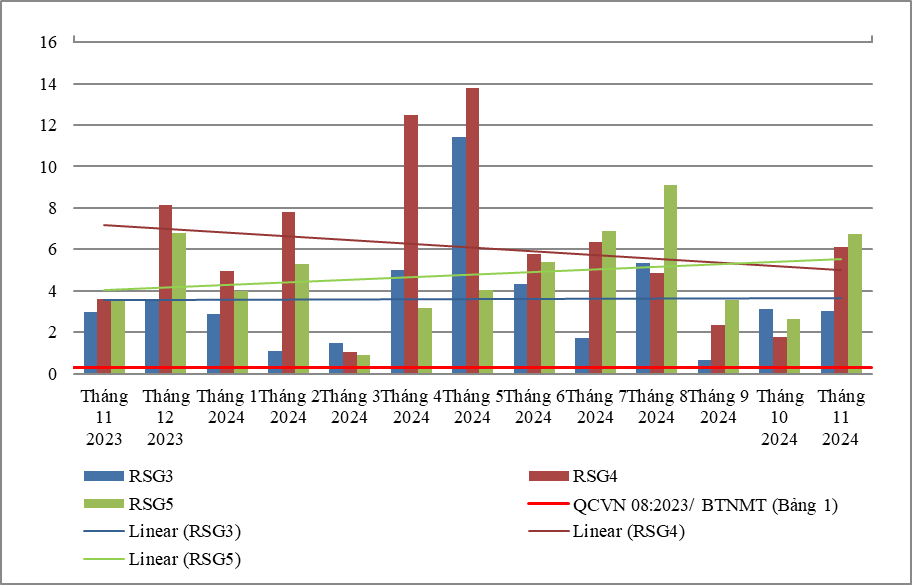 16
14
12
10
8
6
4
2
0
Tháng 11 2023
Tháng 12 2023
Tháng 1 2024
Tháng 2 2024
Tháng 3 2024
Tháng 4 2024
Tháng 5 2024
Tháng 6 2024
Tháng 7 2024
Tháng 8 2024
Tháng 9 2024
Tháng 10 2024
Tháng 11 2024
RSG3
RSG4
RSG5
QCVN 08:2023/ BTNMT (Bảng 1)
Linear (RSG3)
Linear (RSG4)
Linear (RSG5)